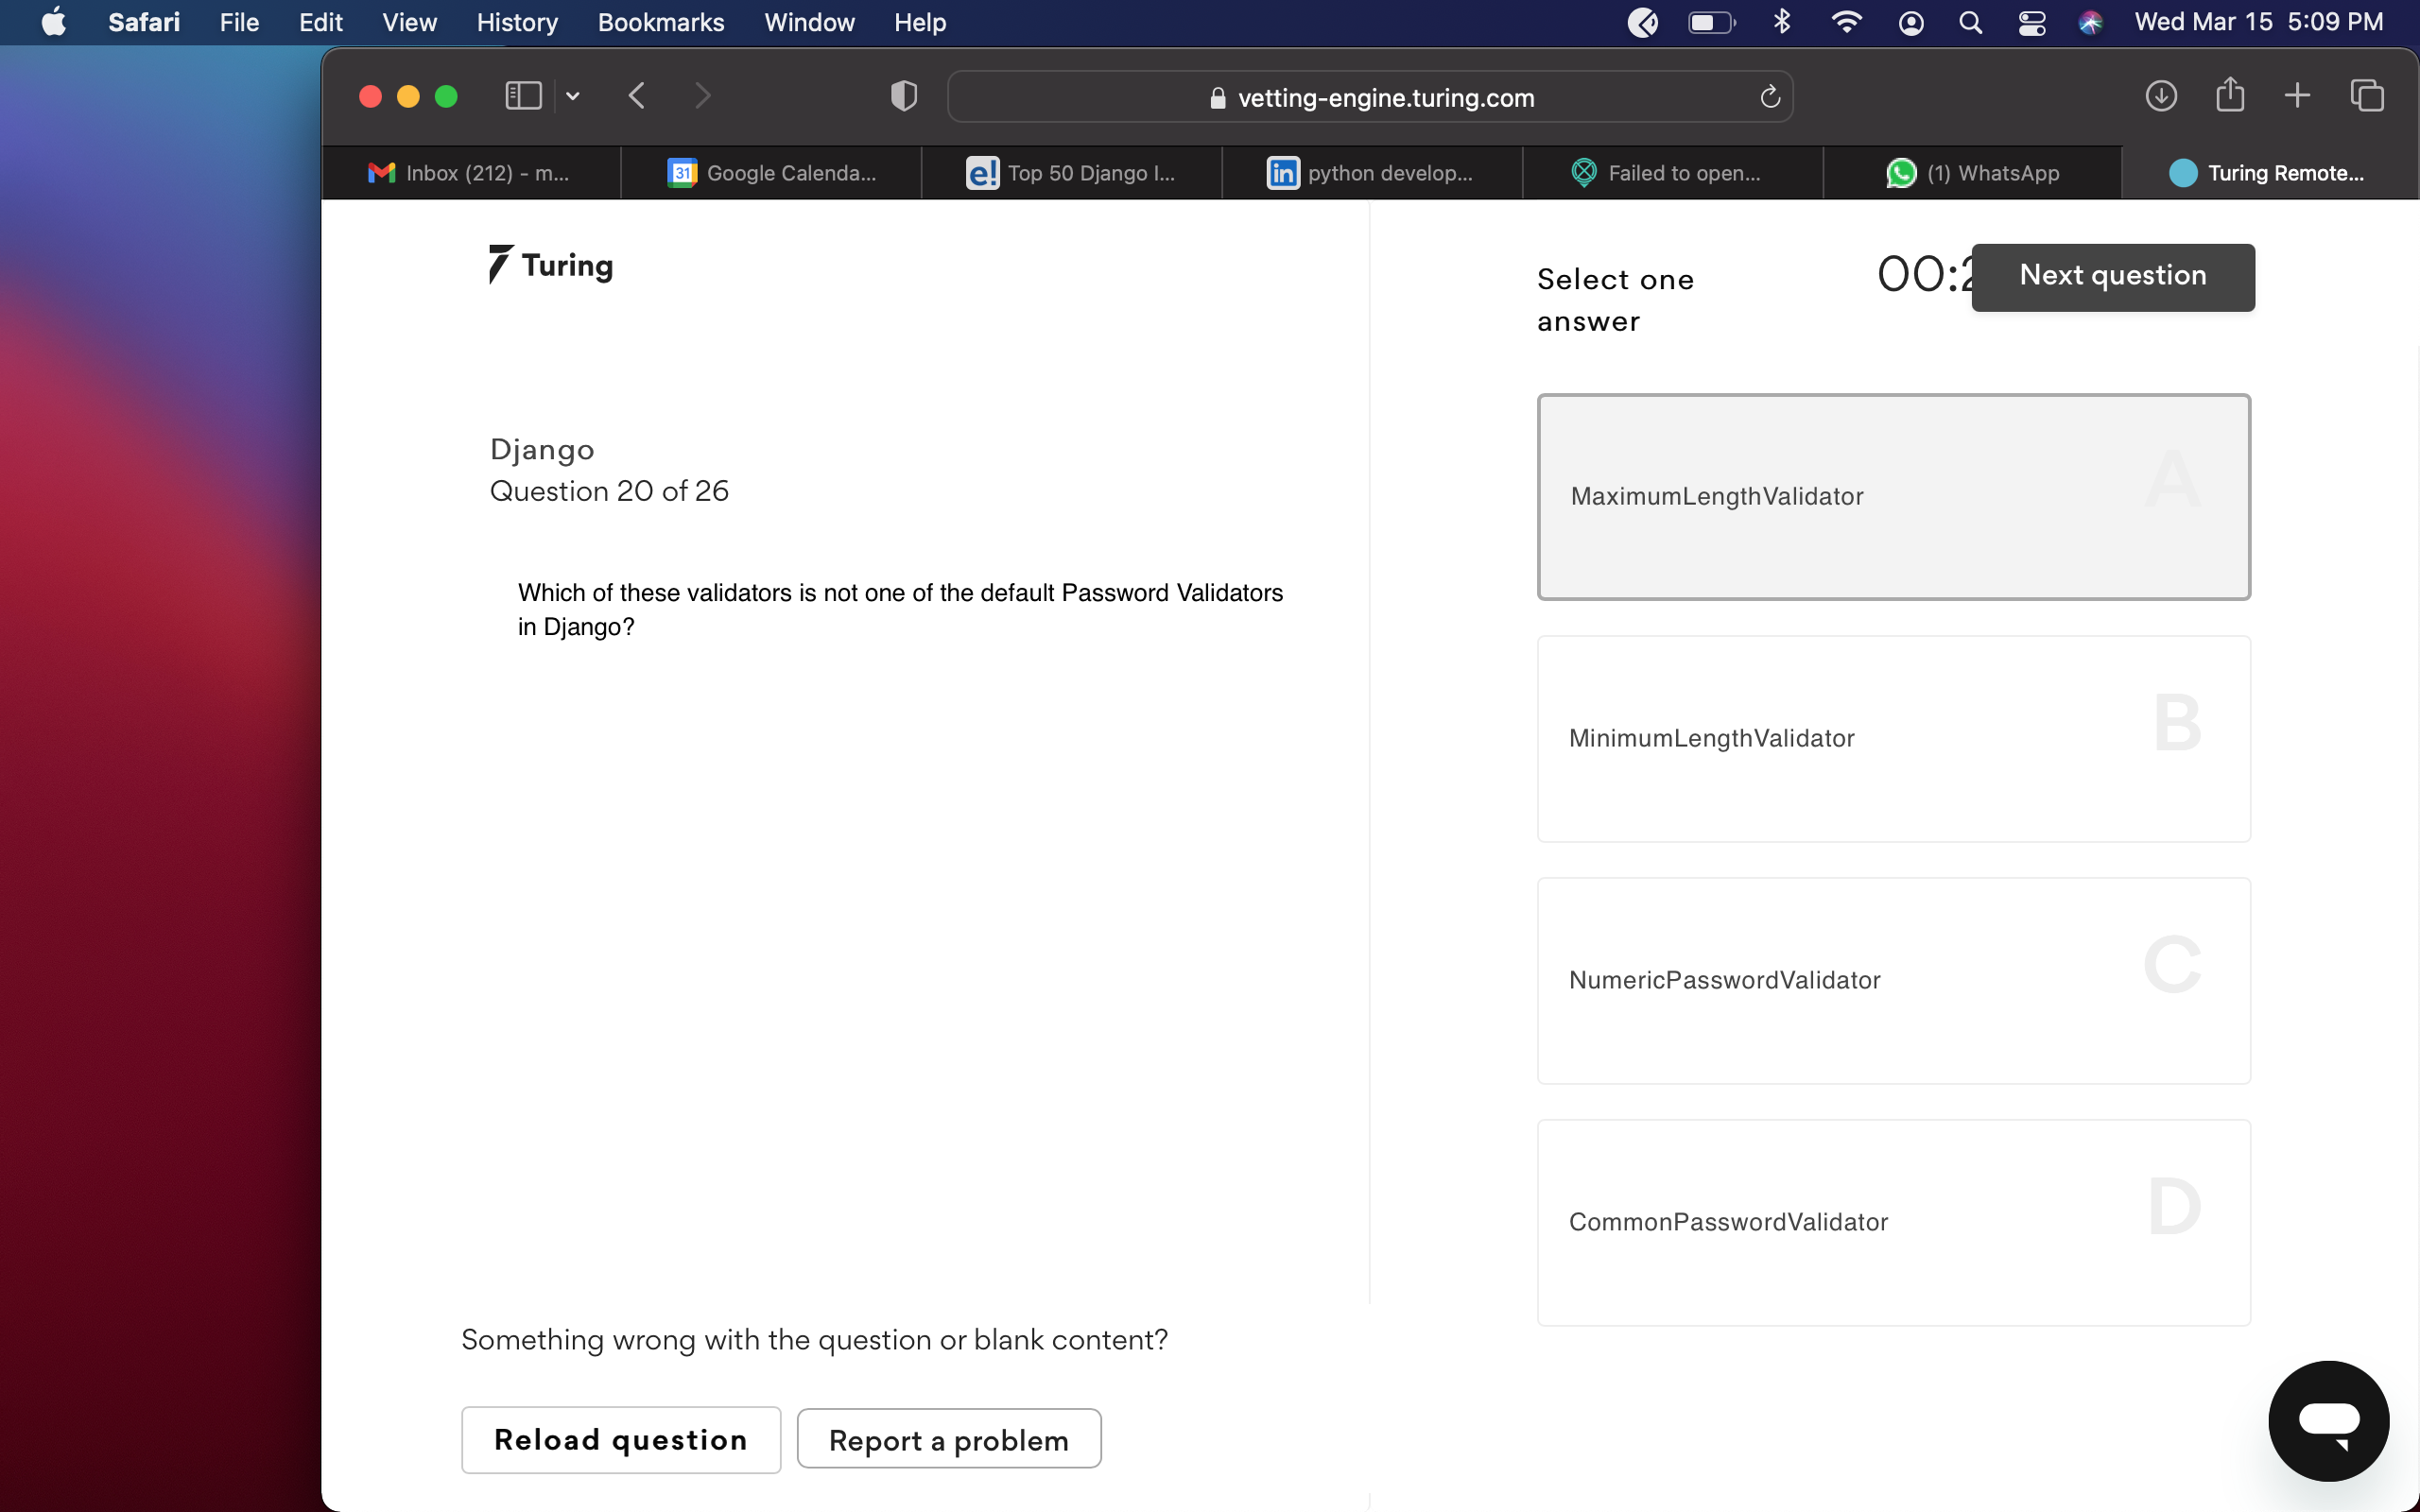 Safari File Edit View History Bookmarks Window Help Wed Mar 15 5:09 PM
vetting-engine.turing.com
Inbox (212) - m... 31 Google Calenda... e! Top 50 Django I... in python develop... Failed to open... (1) WhatsApp Turing Remote...
Turing
Django
Question 20 of 26
Which of these validators is not one of the default Password Validators
in Django?
Something wrong with the question or blank content?
Reload question Report a problem
Select one
answer
00:2 Next question
MaximumLengthValidator A
MinimumLengthValidator B
NumericPasswordValidator C
CommonPasswordValidator D